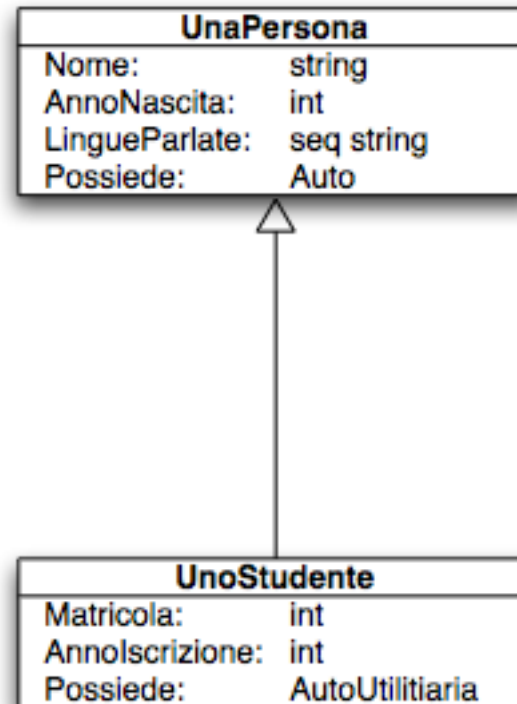 UnaPersona
Nome: string
AnnoNascita: int
LingueParlate: seq string
Possiede: Auto
UnoStudente
Matricola: int
AnnoIscrizione: int
Possiede: AutoUtilitiaria